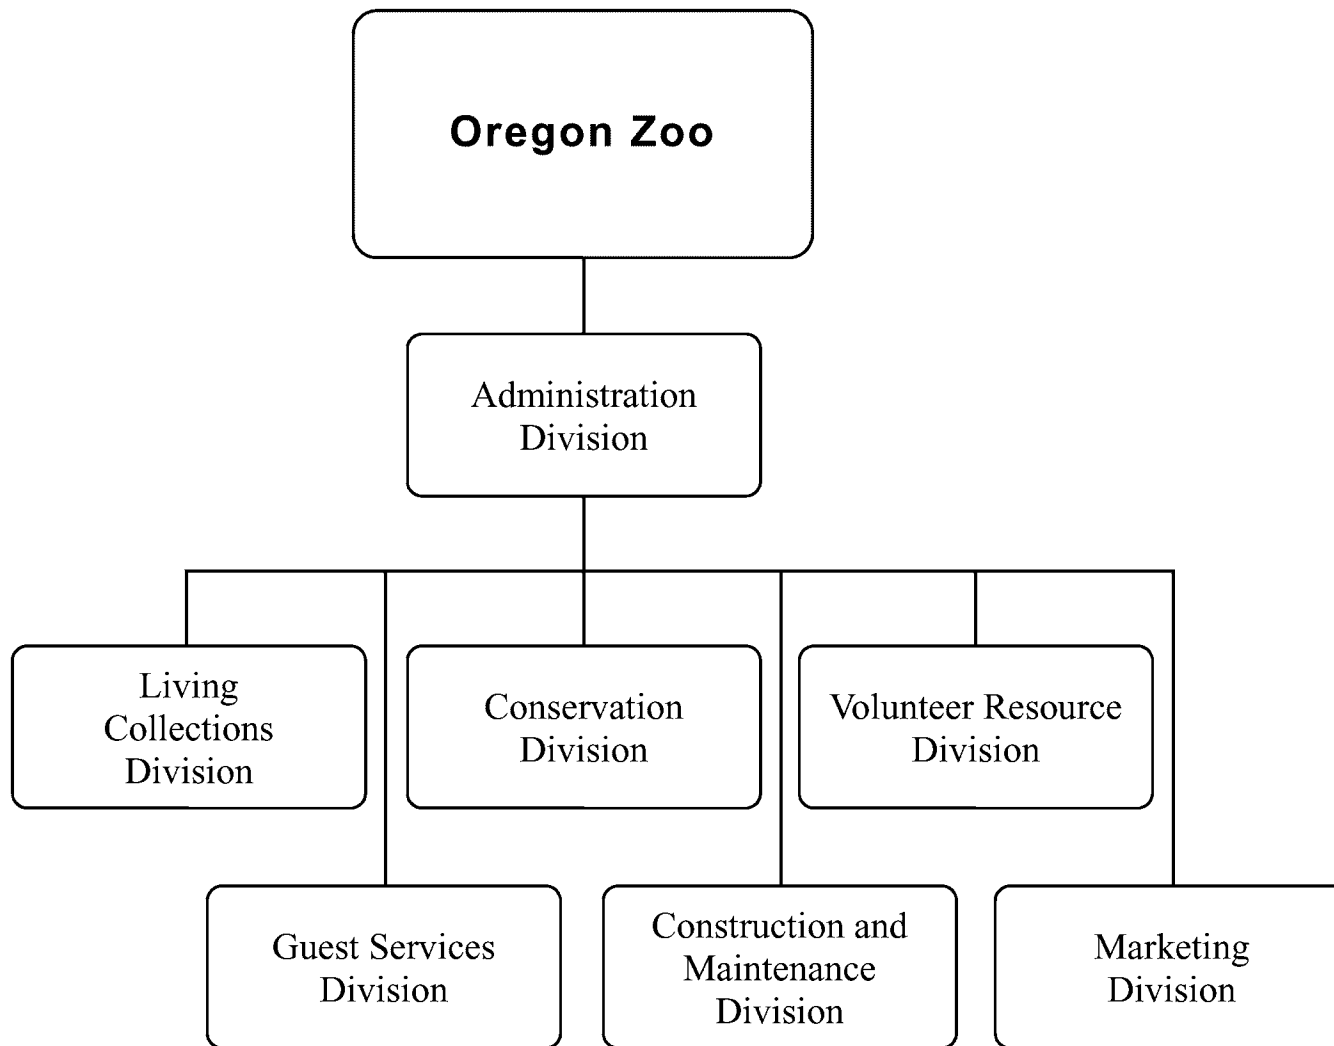 Oregon Zoo
Administration
Division
Living
Collections
Division
Conservation
Division
Volunteer Resource
Division
Guest Services
Division
Construction and
Maintenance
Division
Marketing
Division